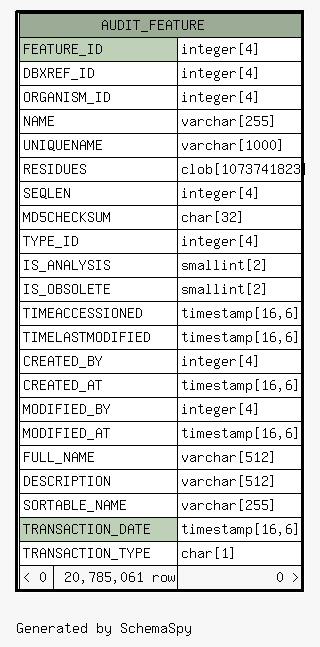 AUDIT_FEATURE
FEATURE_ID integer[4]
DBXREF_ID integer[4]
ORGANISM_ID integer[4]
NAME varchar[255]
UNIQUENAME varchar[1000]
RESIDUES clob[1073741823
SEQLEN integer[4]
MD5CHECKSUM char[32]
TYPE_ID integer[4]
IS_ANALYSIS smallint[2]
IS_OBSOLETE smallint[2]
TIMEACCESSIONED timestamp[16,6]
TIMELASTMODIFIED timestamp[16,6]
CREATED_BY integer[4]
CREATED_AT timestamp[16,6]
MODIFIED_BY integer[4]
MODIFIED_AT timestamp[16,6]
FULL_NAME varchar[512]
DESCRIPTION varchar[512]
SORTABLE_NAME varchar[255]
TRANSACTION_DATE timestamp[16,6]
TRANSACTION_TYPE char[1]
< 0 20,785,061 row 0 >
Generated by SchemaSpy